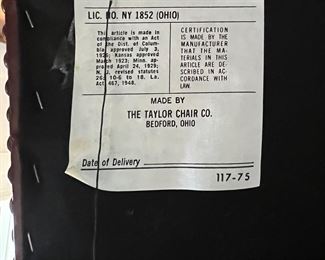 LIC. NO. NY 1852 (OHIO)
This article is made in
compliance with an Act
of the Dist. of Colum-
bia approved July 3,
1926; Kansas approved
March 1923; Minn. ap-
proved April 24, 1929;
N. J. revised statutes
26: 10-6 to 18. La.
Act 467, 1948.
CERTIFICATION
IS MADE BY THE
MANUFACTURER
THAT THE MA-
TERIALS IN THIS
ARTICLE ARE DE-
SCRIBED IN AC-
CORDANCE WITH
LAW.
MADE BY
THE TAYLOR CHAIR CO.
BEDFORD, OHIO
Date of Delivery
117-75